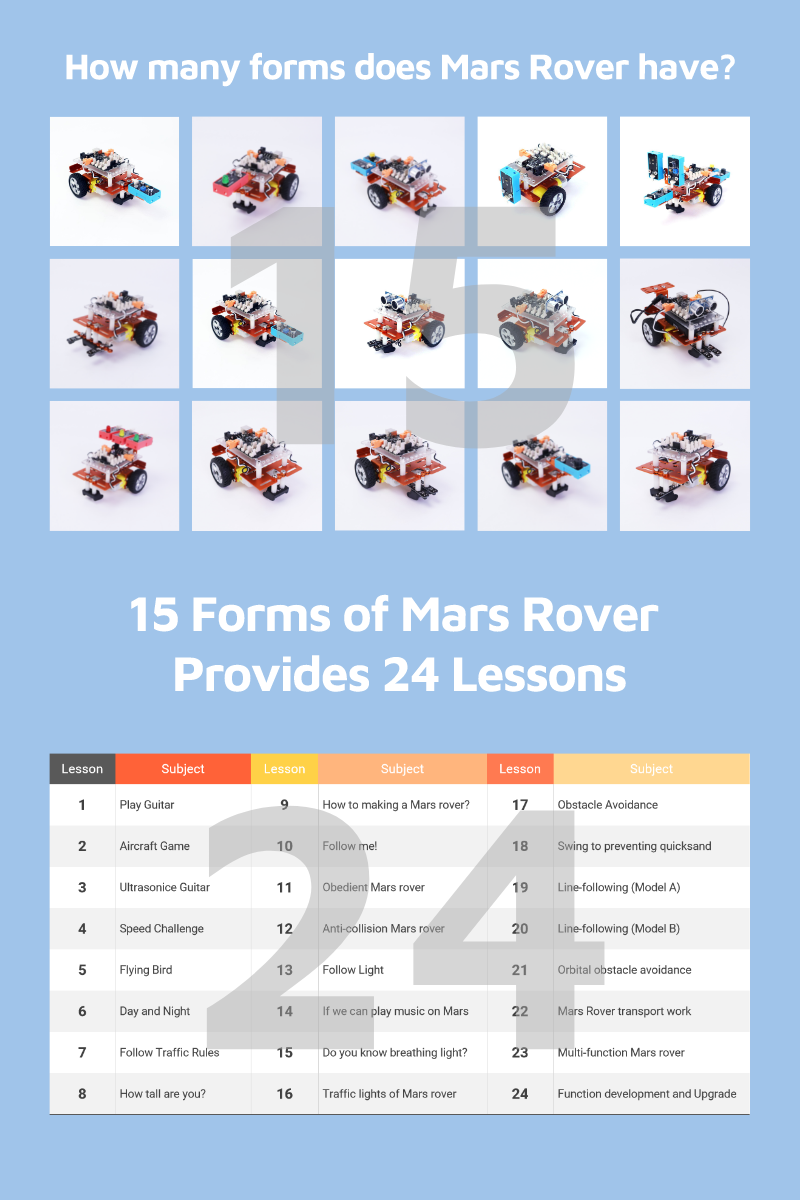 How many forms does Mars Rover have?
15
15 Forms of Mars Rover
Provides 24 Lessons
Lesson Subject Lesson Subject Lesson Subject
1 Play Guitar 9 How to making a Mars rover? 17 Obstacle Avoidance
2 Aircraft Game 10 Follow me! 18 Swing to preventing quicksand
3 Ultrasonice Guitar 11 Obedient Mars rover 19 Line-following (Model A)
4 Speed Challenge 12 Anti-collision Mars rover 20 Line-following (Model B)
5 Flying Bird 13 Follow Light 21 Orbital obstacle avoidance
6 Day and Night 14 If we can play music on Mars 22 Mars Rover transport work
7 Follow Traffic Rules 15 Do you know breathing light? 23 Multi-function Mars rover
8 How tall are you? 16 Traffic lights of Mars rover 24 Function development and Upgrade
24